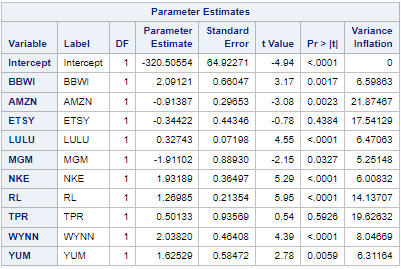 Parameter Estimates
Variable Label DF Parameter Estimate Standard Error t Value Pr > |t| Variance Inflation
Intercept Intercept 1 -320.50554 64.92271 -4.94 <.0001 0
BBWI BBWI 1 2.09121 0.66047 3.17 0.0017 6.59863
AMZN AMZN 1 -0.91387 0.29653 -3.08 0.0023 21.87467
ETSY ETSY 1 -0.34422 0.44346 -0.78 0.4384 17.54129
LULU LULU 1 0.32743 0.07198 4.55 <.0001 6.47063
MGM MGM 1 -1.91102 0.88930 -2.15 0.0327 5.25148
NKE NKE 1 1.93189 0.36497 5.29 <.0001 6.00832
RL RL 1 1.26985 0.21354 5.95 <.0001 14.13707
TPR TPR 1 0.50133 0.93569 0.54 0.5926 19.62632
WYNN WYNN 1 2.03820 0.46408 4.39 <.0001 8.04669
YUM YUM 1 1.62529 0.58472 2.78 0.0059 6.31164